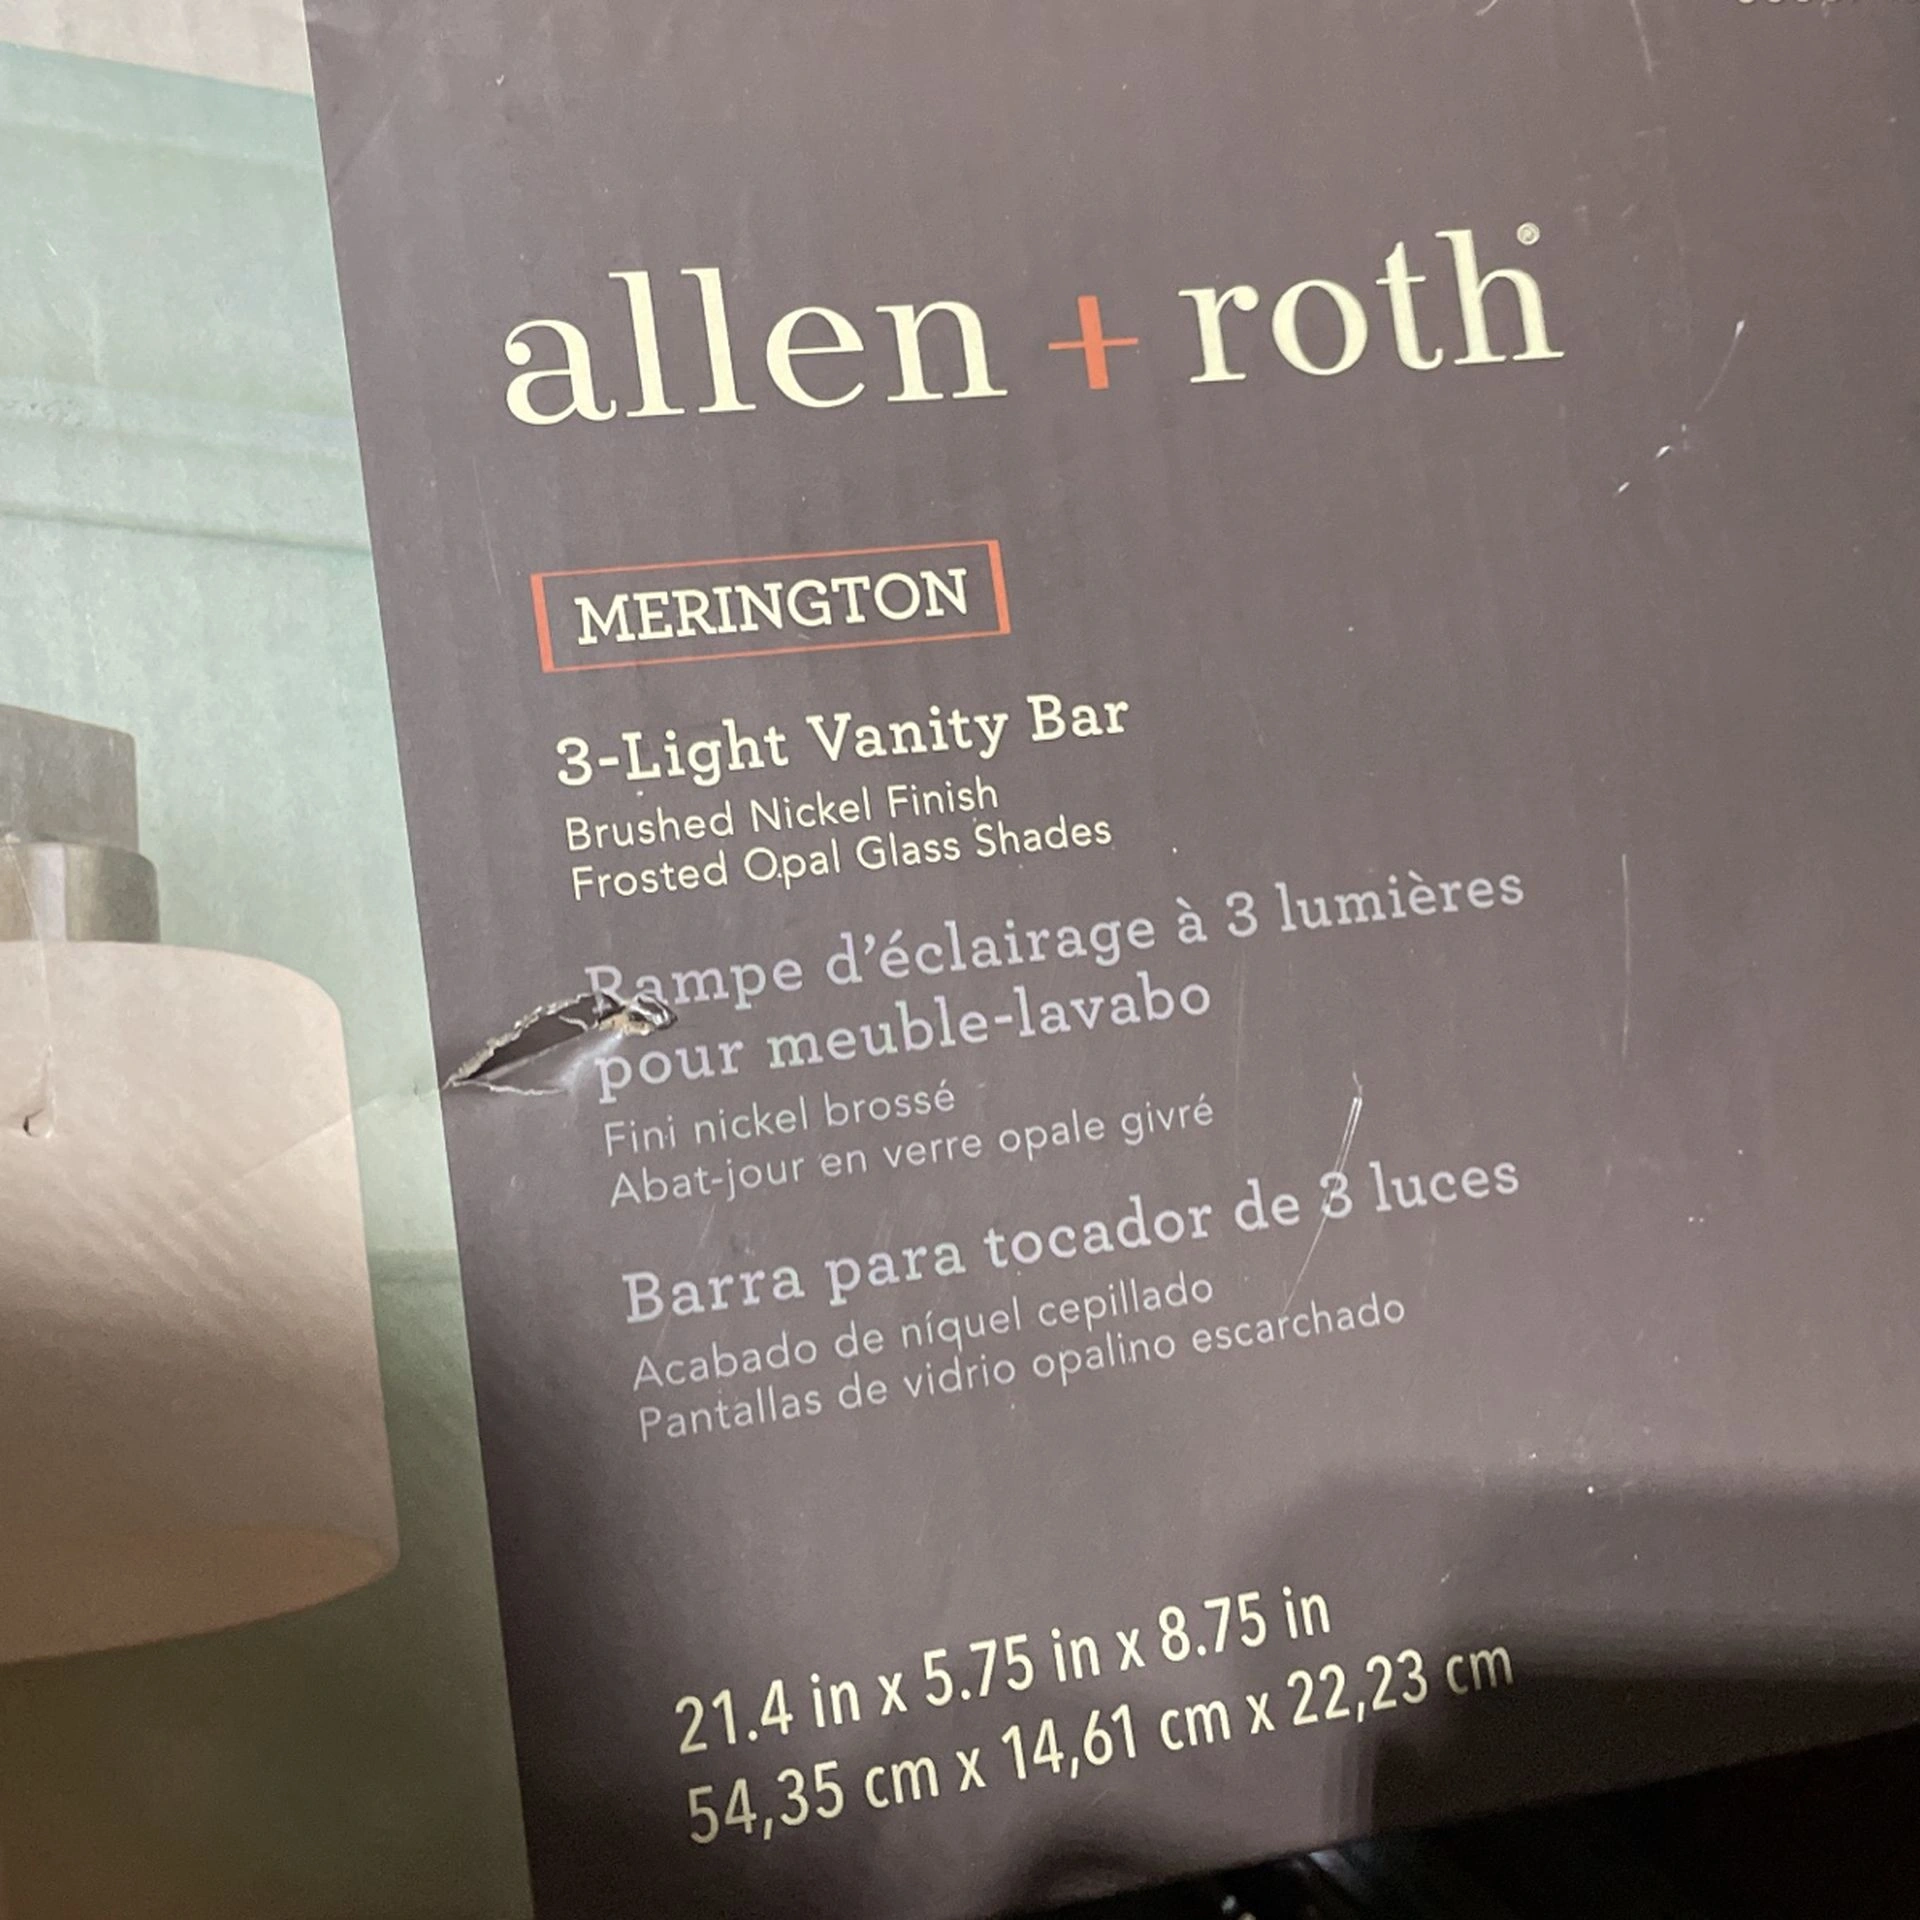 allen + roth®
MERINGTON
3-Light Vanity Bar
Brushed Nickel Finish
Frosted Opal Glass Shades
Rampe d'éclairage à 3 lumières
pour meuble-lavabo
Fini nickel brossé
Abat-jour en verre opale givré
Barra para tocador de 3 luces
Acabado de níquel cepillado
Pantallas de vidrio opalino escarchado
21.4 in x 5.75 in x 8.75 in
54,35 cm x 14,61 cm x 22,23 cm